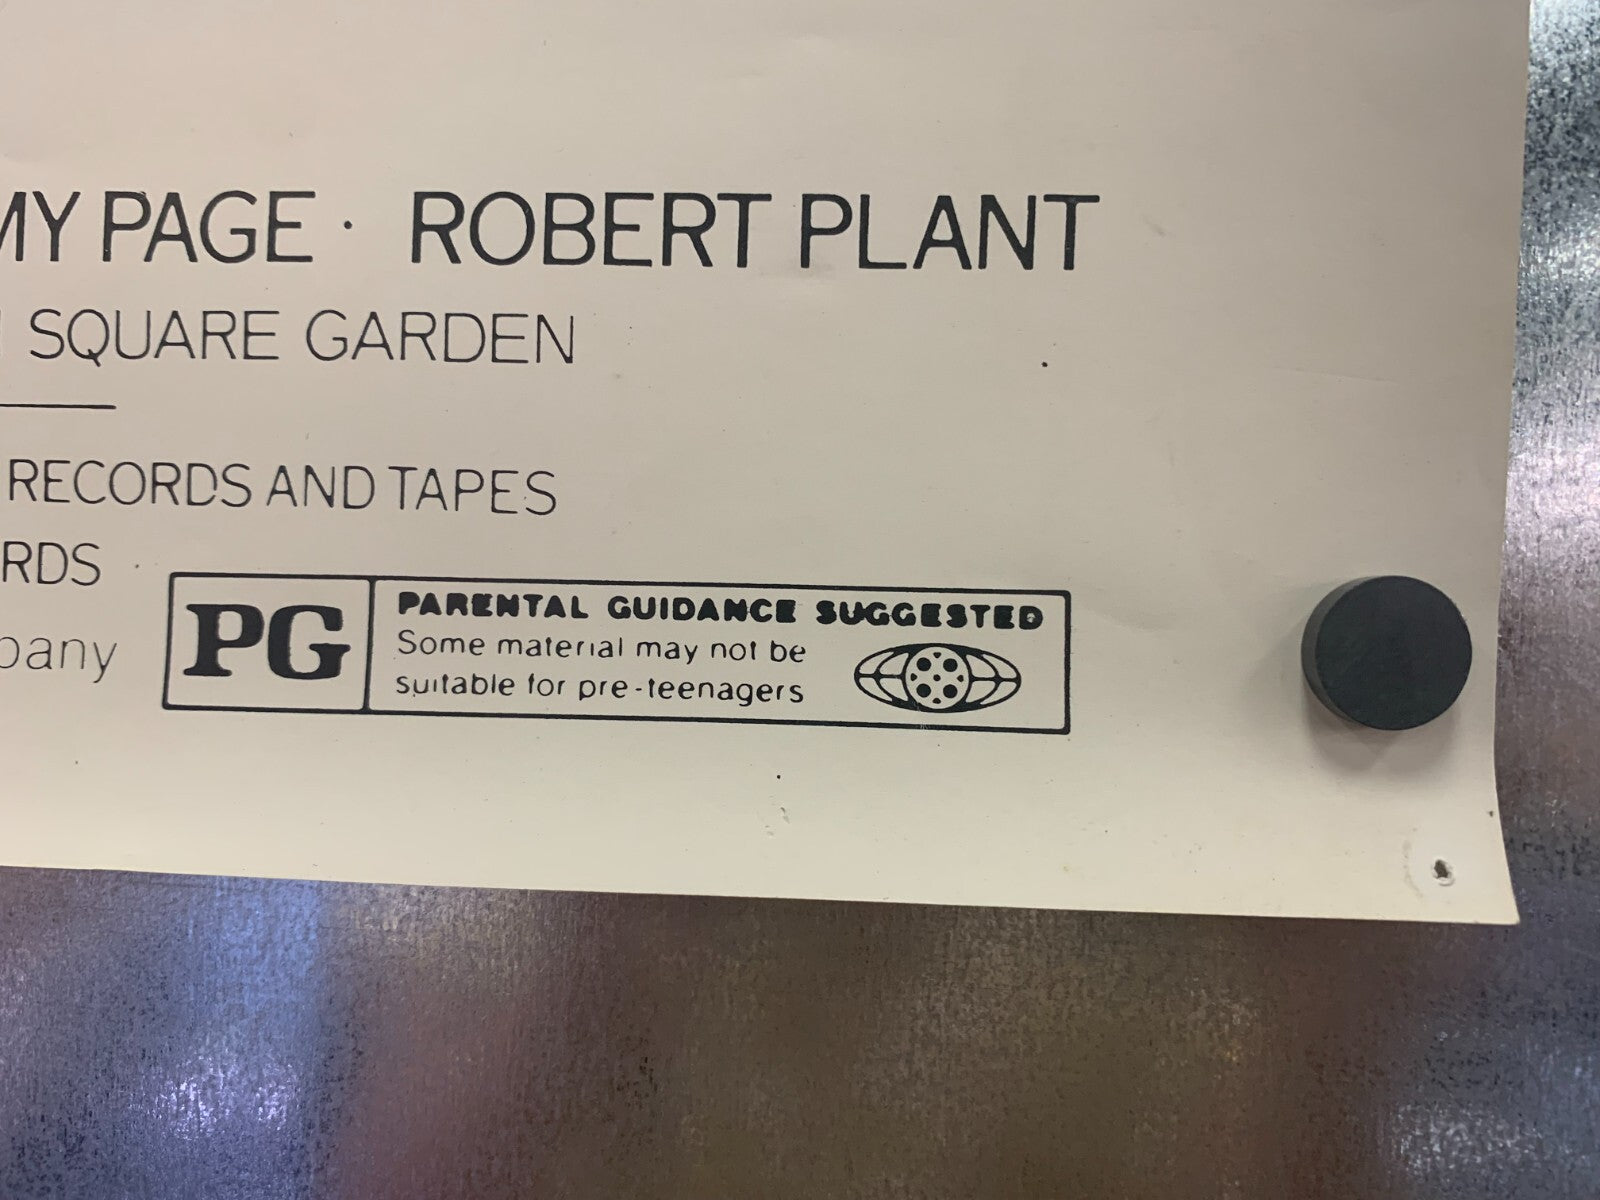 MY PAGE · ROBERT PLANT
SQUARE GARDEN
RECORDS AND TAPES
RDS
pany
PG
PARENTAL GUIDANCE SUGGESTED
Some material may not be
suitable for pre-teenagers